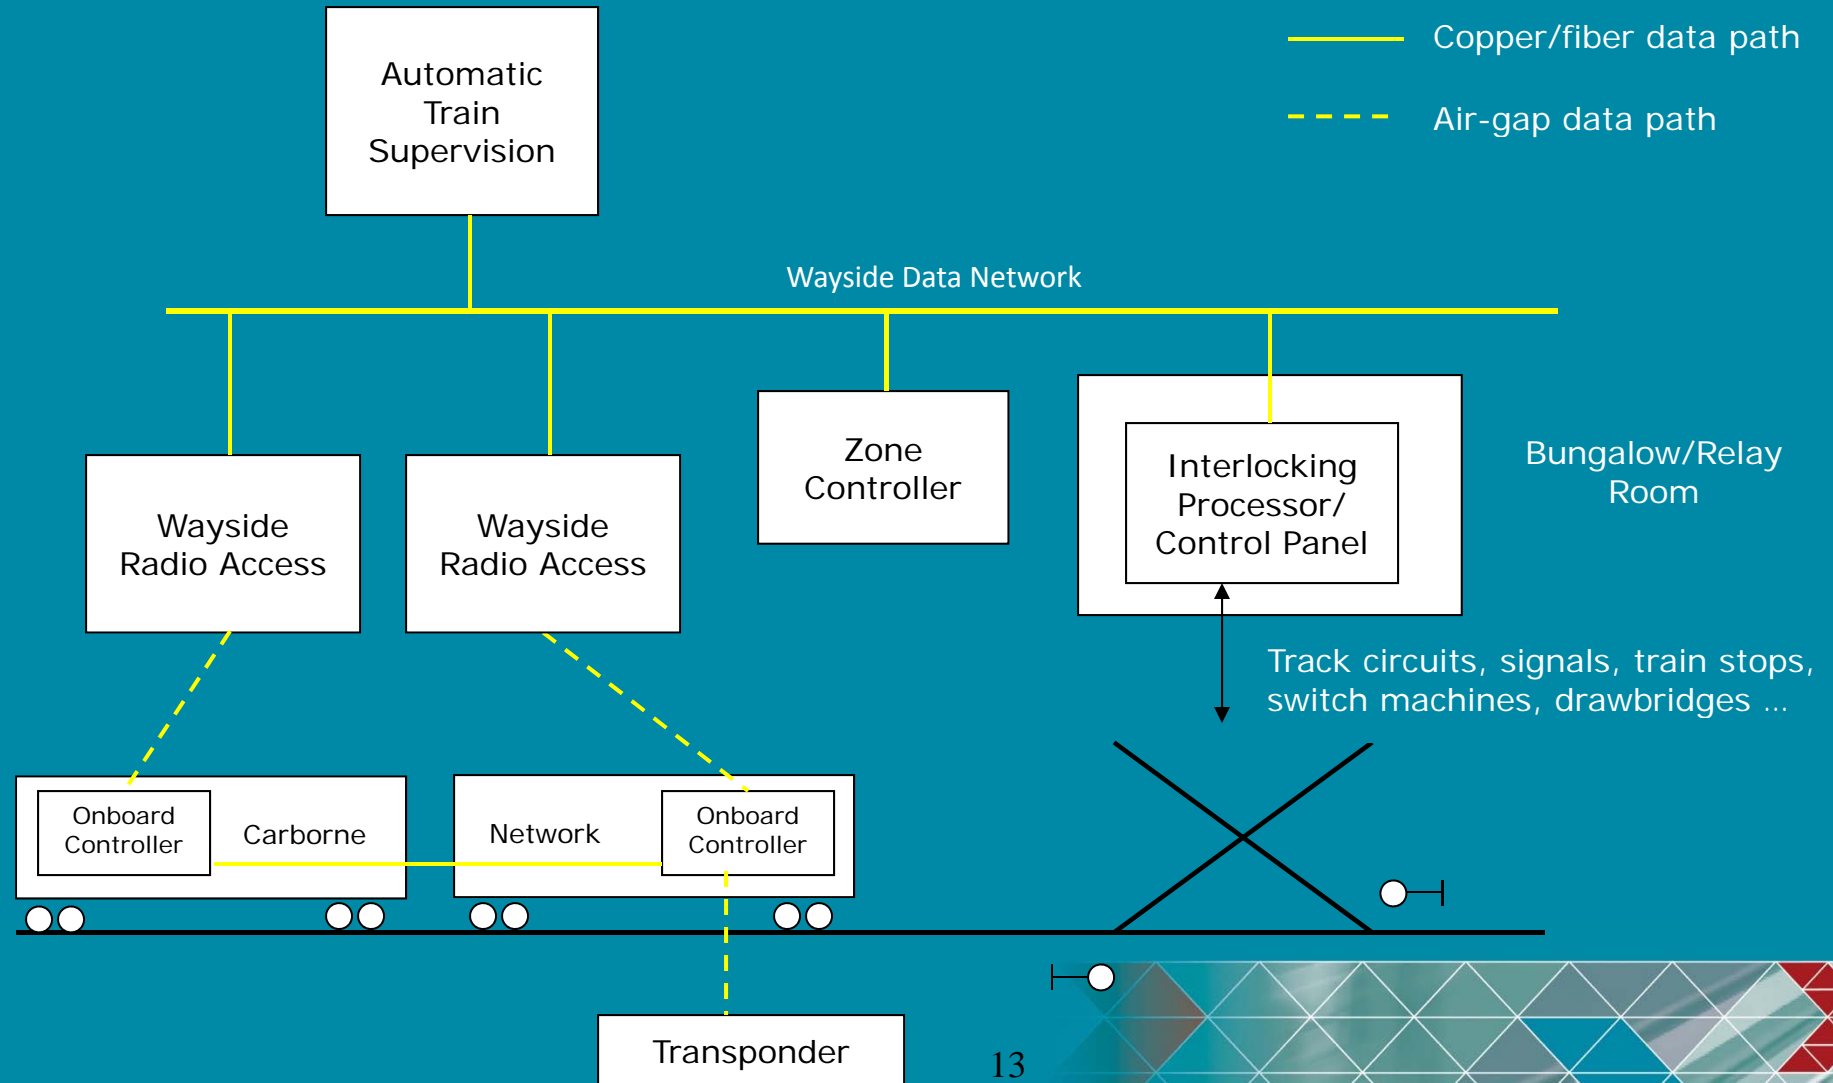 Copper/fiber data path
Air-gap data path
Automatic
Train
Supervision
Wayside Data Network
Wayside
Radio Access
Wayside
Radio Access
Zone
Controller
Interlocking
Processor/
Control Panel
Bungalow/Relay
Room
Track circuits, signals, train stops,
switch machines, drawbridges ...
Onboard
Controller
Carborne
Network
Onboard
Controller
Transponder
13